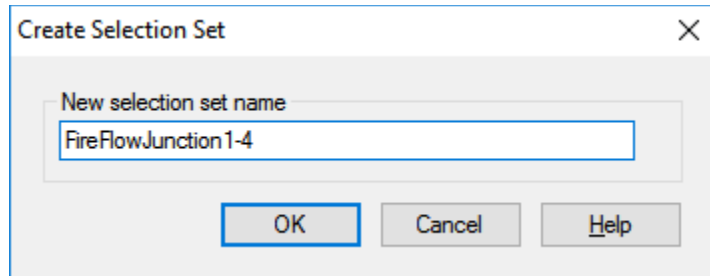 Create Selection Set
New selection set name
FireFlowJunction1-4
OK Cancel Help